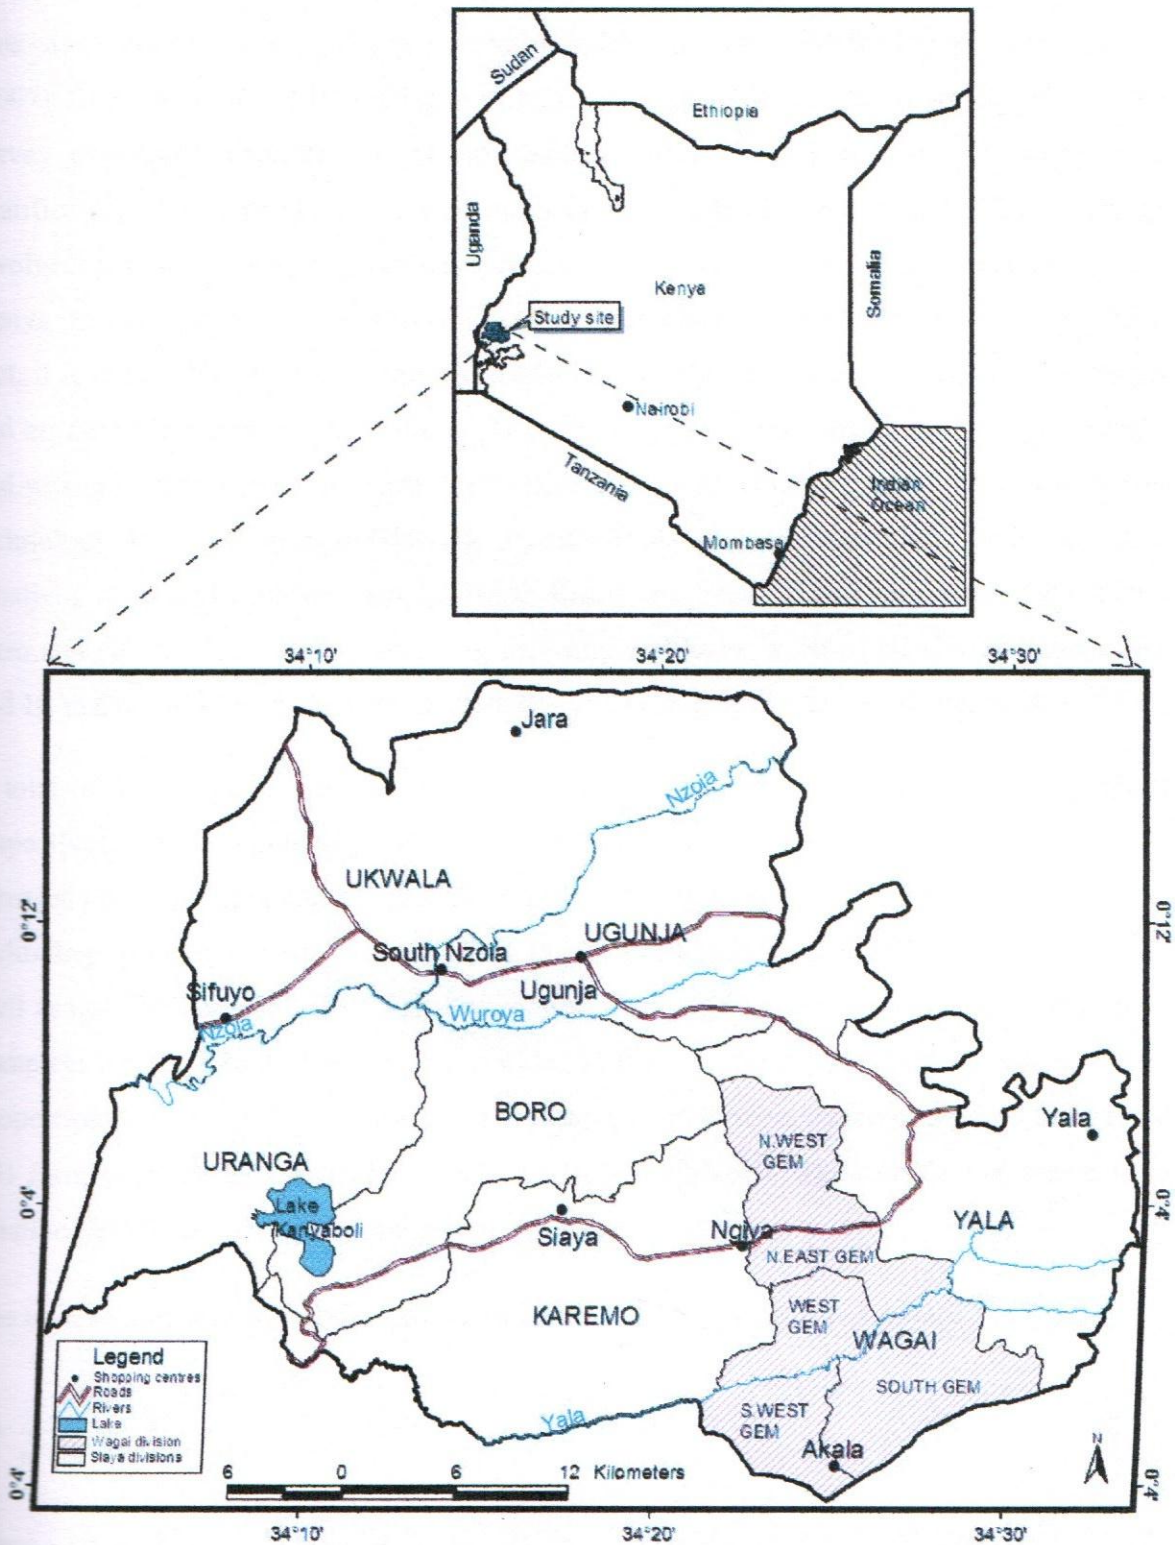 Sudan
Ethiopia
Uganda
Somalia
Kenya
Study site
Nairobi
Tanzania
Indian
Ocean
Mombasa
34°10'
34°20'
34°30'
Jara
Nzoia
UKWALA
0°12'
0°12'
UGUNJA
South Nzoia
Sifuyo
Ugunja
Nzoia
Wuroya
BORO
Yala
N.WEST
GEM
URANGA
0°4'
0°4'
Lake
Kanyaboli
Siaya
Ngiya
YALA
N.EAST GEM
WEST
GEM
KAREMO
WAGAI
SOUTH GEM
Yala
S.WEST
GEM
Akala
Legend
Shopping centres
Roads
Rivers
Lake
Wagai division
Siaya divisions
6 0 6 12 Kilometers
N
0°4'
0°4'
34°10'
34°20'
34°30'